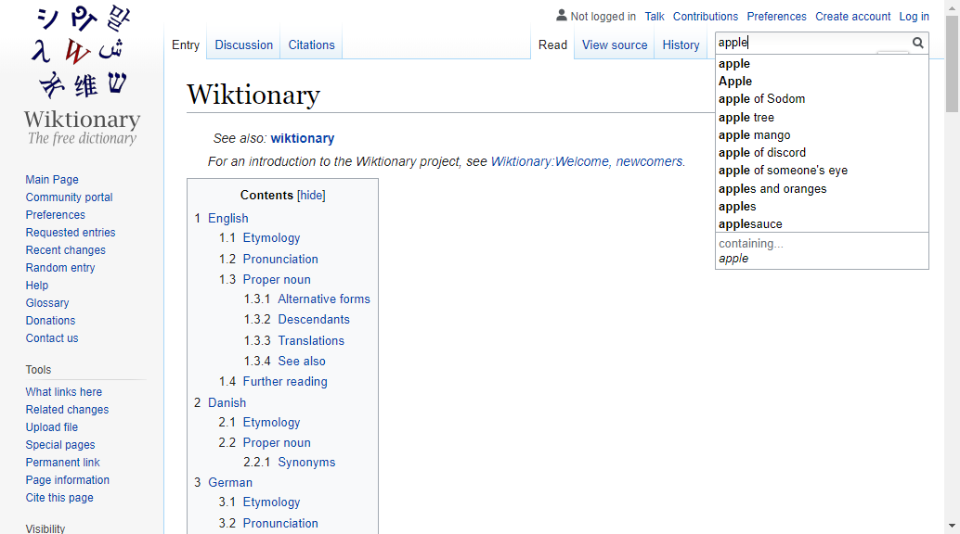 Not logged in Talk Contributions Preferences Create account Log in
Entry Discussion Citations Read View source History apple
シ
ריק
말
λ
W
ش
维
ש
Wiktionary
The free dictionary
Main Page
Community portal
Preferences
Requested entries
Recent changes
Random entry
Help
Glossary
Donations
Contact us
Tools
What links here
Related changes
Upload file
Special pages
Permanent link
Page information
Cite this page
Visibility
Wiktionary
See also: wiktionary
For an introduction to the Wiktionary project, see Wiktionary:Welcome, newcomers.
Contents [hide]
1 English
1.1 Etymology
1.2 Pronunciation
1.3 Proper noun
1.3.1 Alternative forms
1.3.2 Descendants
1.3.3 Translations
1.3.4 See also
1.4 Further reading
2 Danish
2.1 Etymology
2.2 Proper noun
2.2.1 Synonyms
3 German
3.1 Etymology
3.2 Pronunciation
apple
Apple
apple of Sodom
apple tree
apple mango
apple of discord
apple of someone's eye
apples and oranges
apples
applesauce
containing...
apple